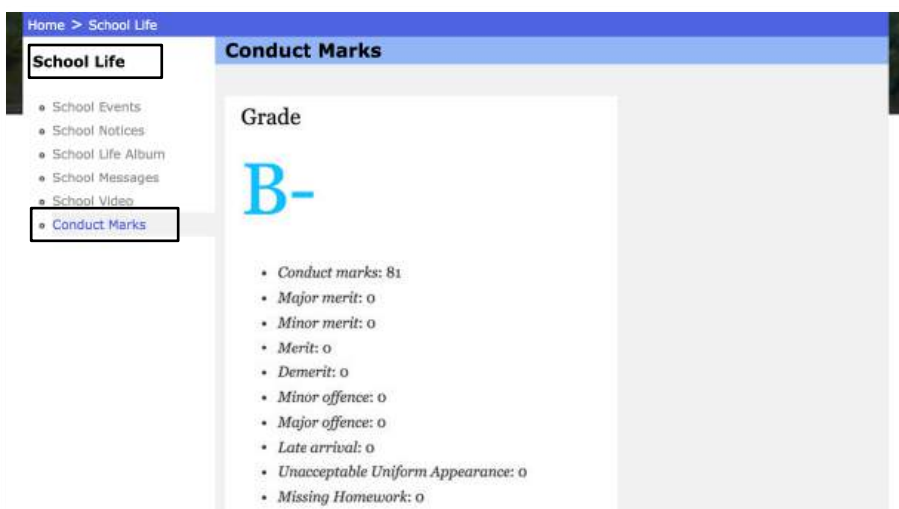 Home > School Life
School Life
School Events
School Notices
School Life Album
School Messages
School Video
Conduct Marks
Conduct Marks
Grade
B-
Conduct marks: 81
Major merit: 0
Minor merit: 0
Merit: 0
Demerit: 0
Minor offence: 0
Major offence: 0
Late arrival: 0
Unacceptable Uniform Appearance: 0
Missing Homework: 0